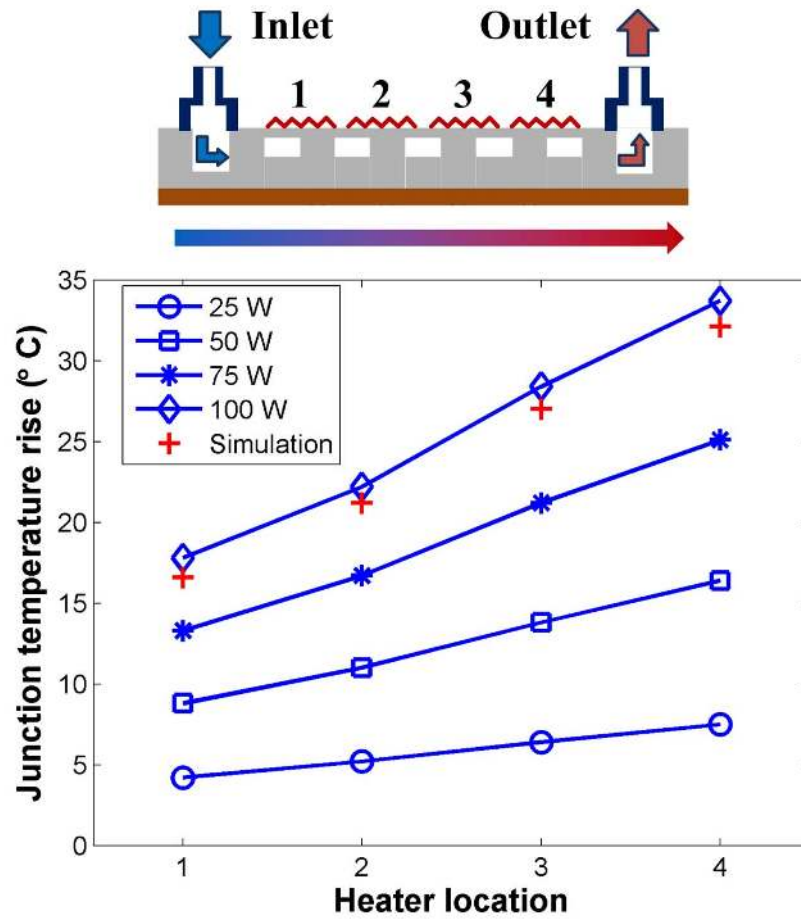 Inlet Outlet
1 2 3 4
35
30
25
20
15
10
5
0
25 W
50 W
75 W
100 W
Simulation
Junction temperature rise (° C)
1 2 3 4
Heater location